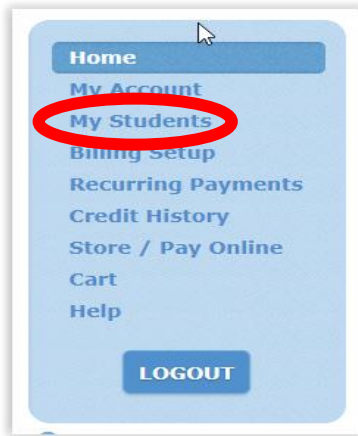 Home
My Account
My Students
Billing Setup
Recurring Payments
Credit History
Store / Pay Online
Cart
Help
LOGOUT